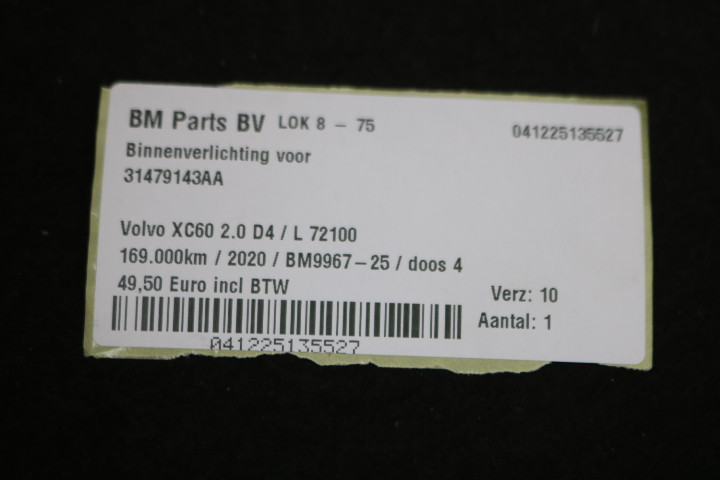 BM Parts BV LOK 8 - 75 041225135527
Binnenverlichting voor
31479143AA
Volvo XC60 2.0 D4 / L 72100
169.000km / 2020 / BM9967-25 / doos 4
49,50 Euro incl BTW Verz: 10
Aantal: 1
041225135527